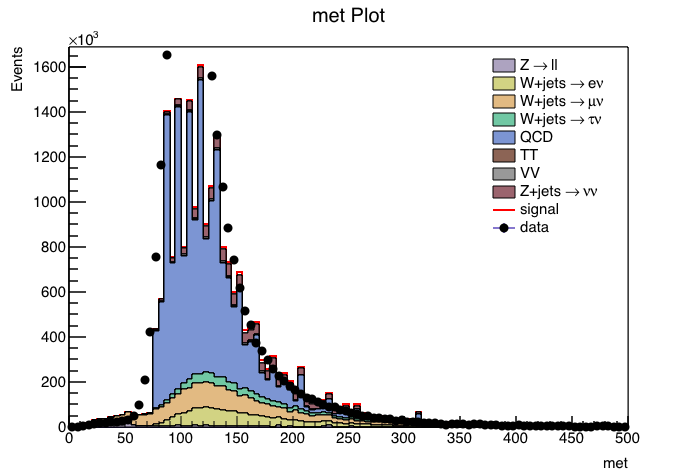 met Plot
×10³
Events
1600
1400
1200
1000
800
600
400
200
0
0 50 100 150 200 250 300 350 400 450 500
met
Z → ll
W+jets → eν
W+jets → μν
W+jets → τν
QCD
TT
VV
Z+jets → νν
signal
data